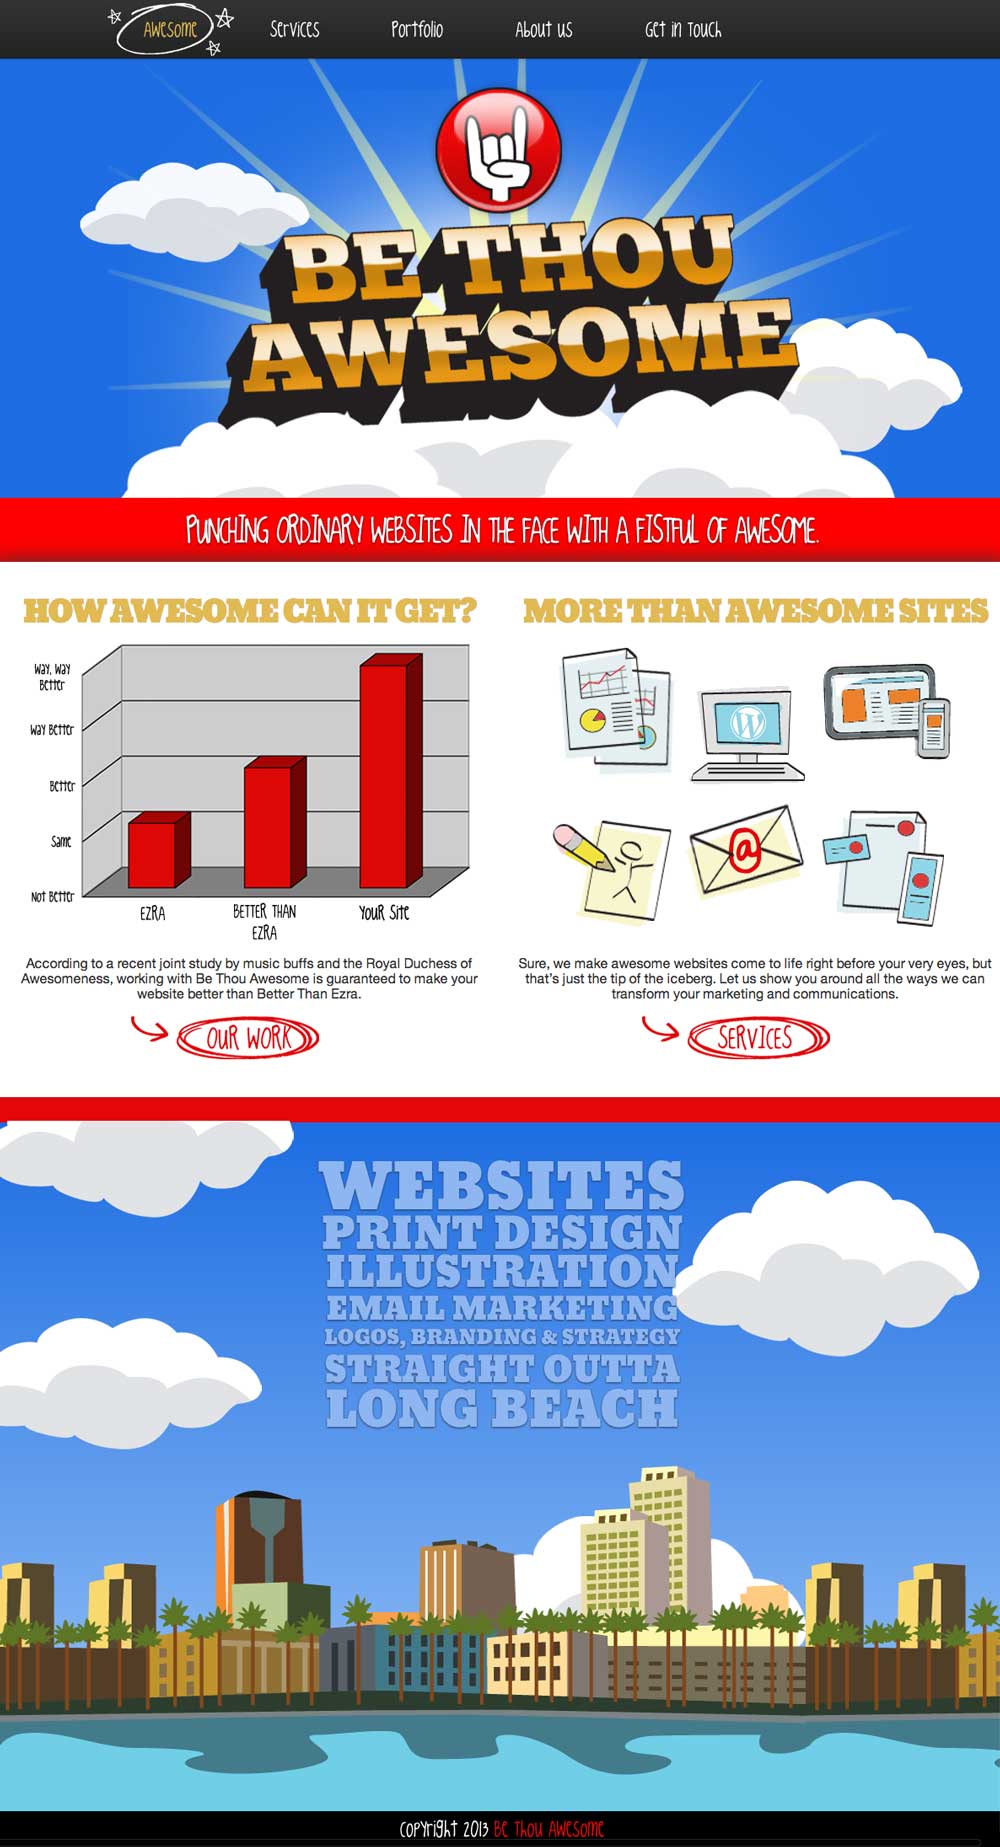 Awesome
Services
Portfolio
About us
Get in Touch
BE THOU
AWESOME
PUNCHING ORDINARY WEBSITES IN THE FACE WITH A FISTFUL OF AWESOME.
HOW AWESOME CAN IT GET?
Way, Way
Better
Way Better
Better
Same
Not Better
EZRA
BETTER THAN
EZRA
YOUR SITE
According to a recent joint study by music buffs and the Royal Duchess of
Awesomeness, working with Be Thou Awesome is guaranteed to make your
website better than Better Than Ezra.
OUR WORK
MORE THAN AWESOME SITES
W
@
Sure, we make awesome websites come to life right before your very eyes, but
that's just the tip of the iceberg. Let us show you around all the ways we can
transform your marketing and communications.
SERVICES
WEBSITES
PRINT DESIGN
ILLUSTRATION
EMAIL MARKETING
LOGOS, BRANDING & STRATEGY
STRAIGHT OUTTA
LONG BEACH
Copyright 2013 Be Thou Awesome